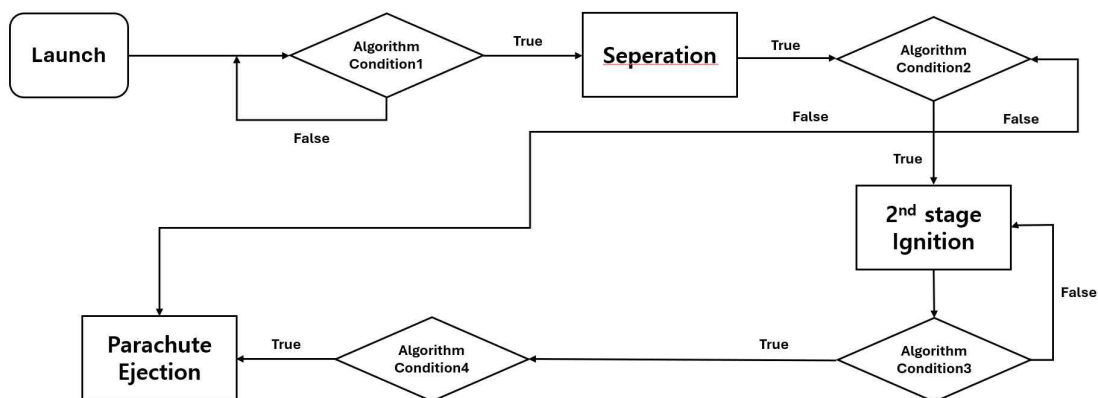 Launch
Algorithm
Condition1
True
False
Seperation
True
Algorithm
Condition2
False
False
True
2nd stage
Ignition
False
Algorithm
Condition3
True
Algorithm
Condition4
True
Parachute
Ejection